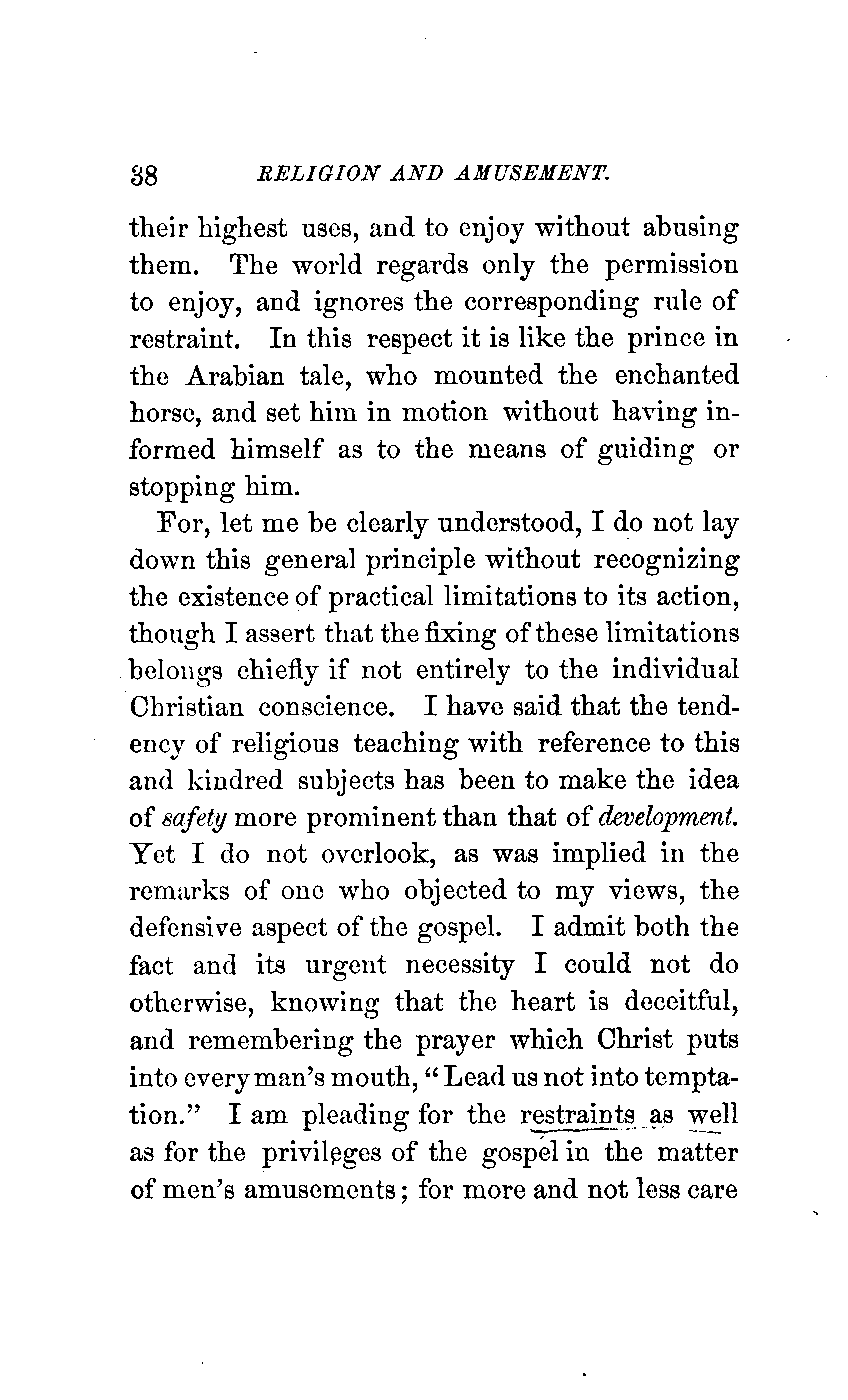 38 RELIGION AND AMUSEMENT.
their highest uses, and to enjoy without abusing
them. The world regards only the permission
to enjoy, and ignores the corresponding rule of
restraint. In this respect it is like the prince in
the Arabian tale, who mounted the enchanted
horse, and set him in motion without having in-
formed himself as to the means of guiding or
stopping him.
For, let me be clearly understood, I do not lay
down this general principle without recognizing
the existence of practical limitations to its action,
though I assert that the fixing of these limitations
belongs chiefly if not entirely to the individual
Christian conscience. I have said that the tend-
ency of religious teaching with reference to this
and kindred subjects has been to make the idea
of safety more prominent than that of development.
Yet I do not overlook, as was implied in the
remarks of one who objected to my views, the
defensive aspect of the gospel. I admit both the
fact and its urgent necessity I could not do
otherwise, knowing that the heart is deceitful,
and remembering the prayer which Christ puts
into every man's mouth, "Lead us not into tempta-
tion." I am pleading for the restraints as well
as for the privileges of the gospel in the matter
of men's amusements; for more and not less care